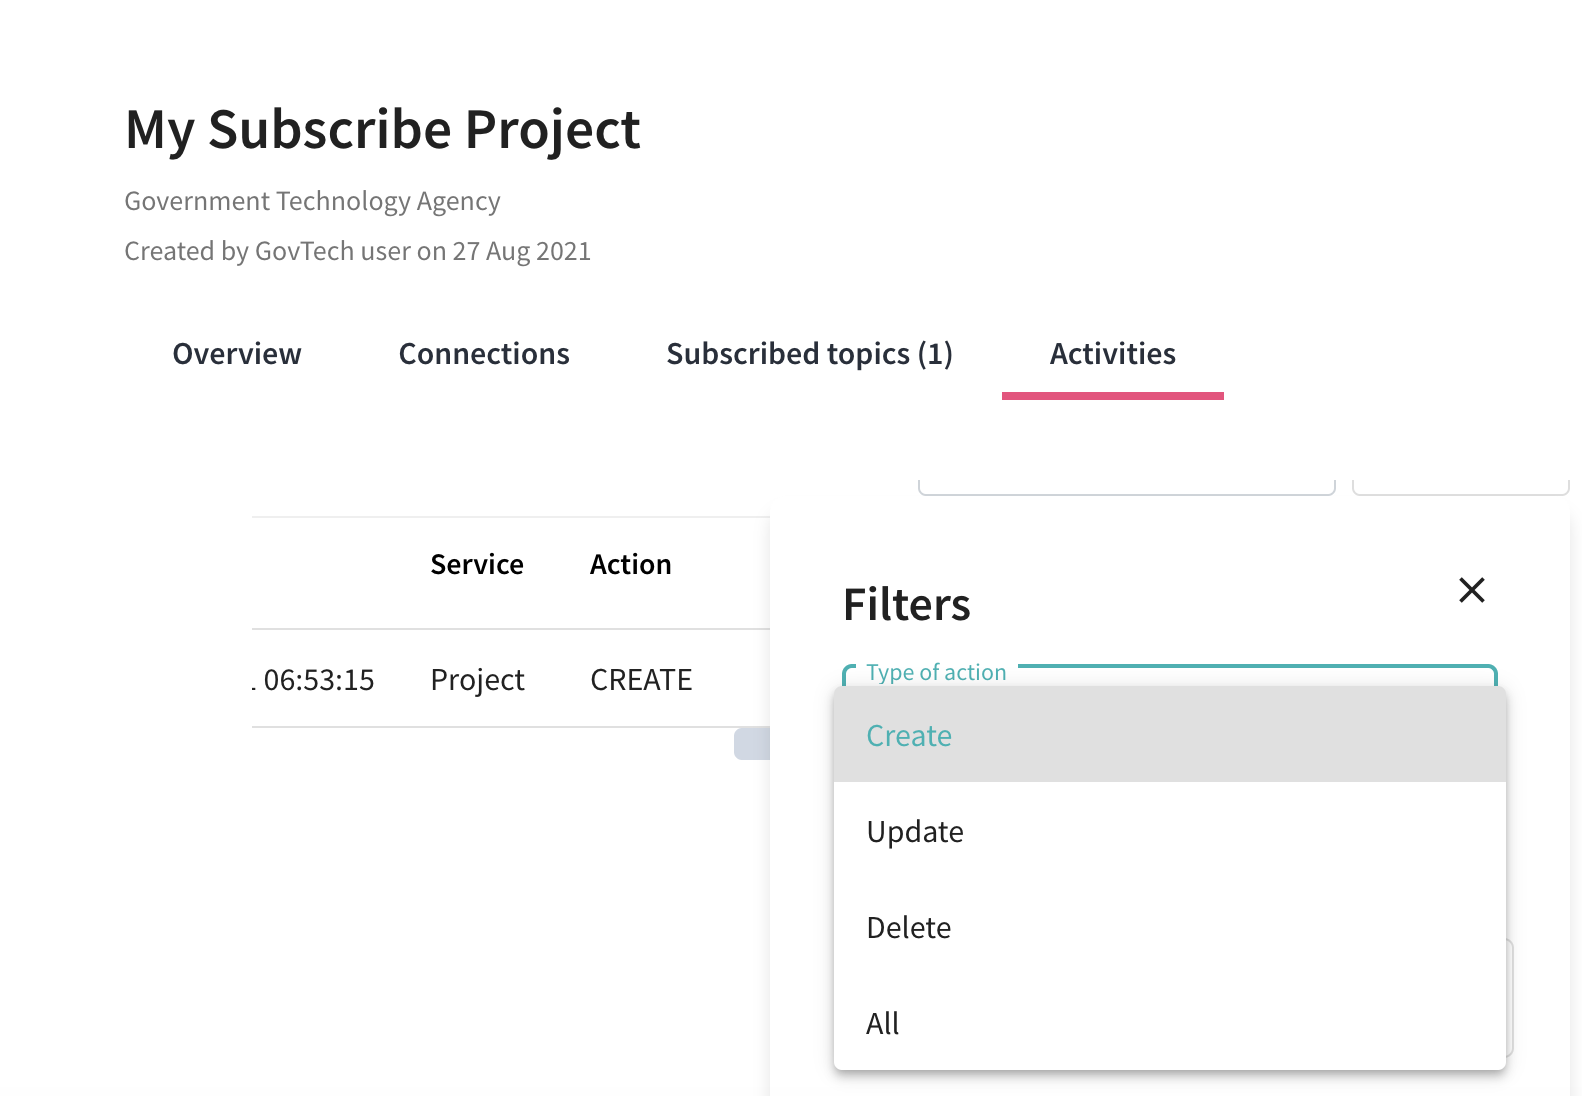 My Subscribe Project
Government Technology Agency
Created by GovTech user on 27 Aug 2021
Overview Connections Subscribed topics (1) Activities
Service Action
06:53:15 Project CREATE
Filters
Type of action
Create
Update
Delete
All